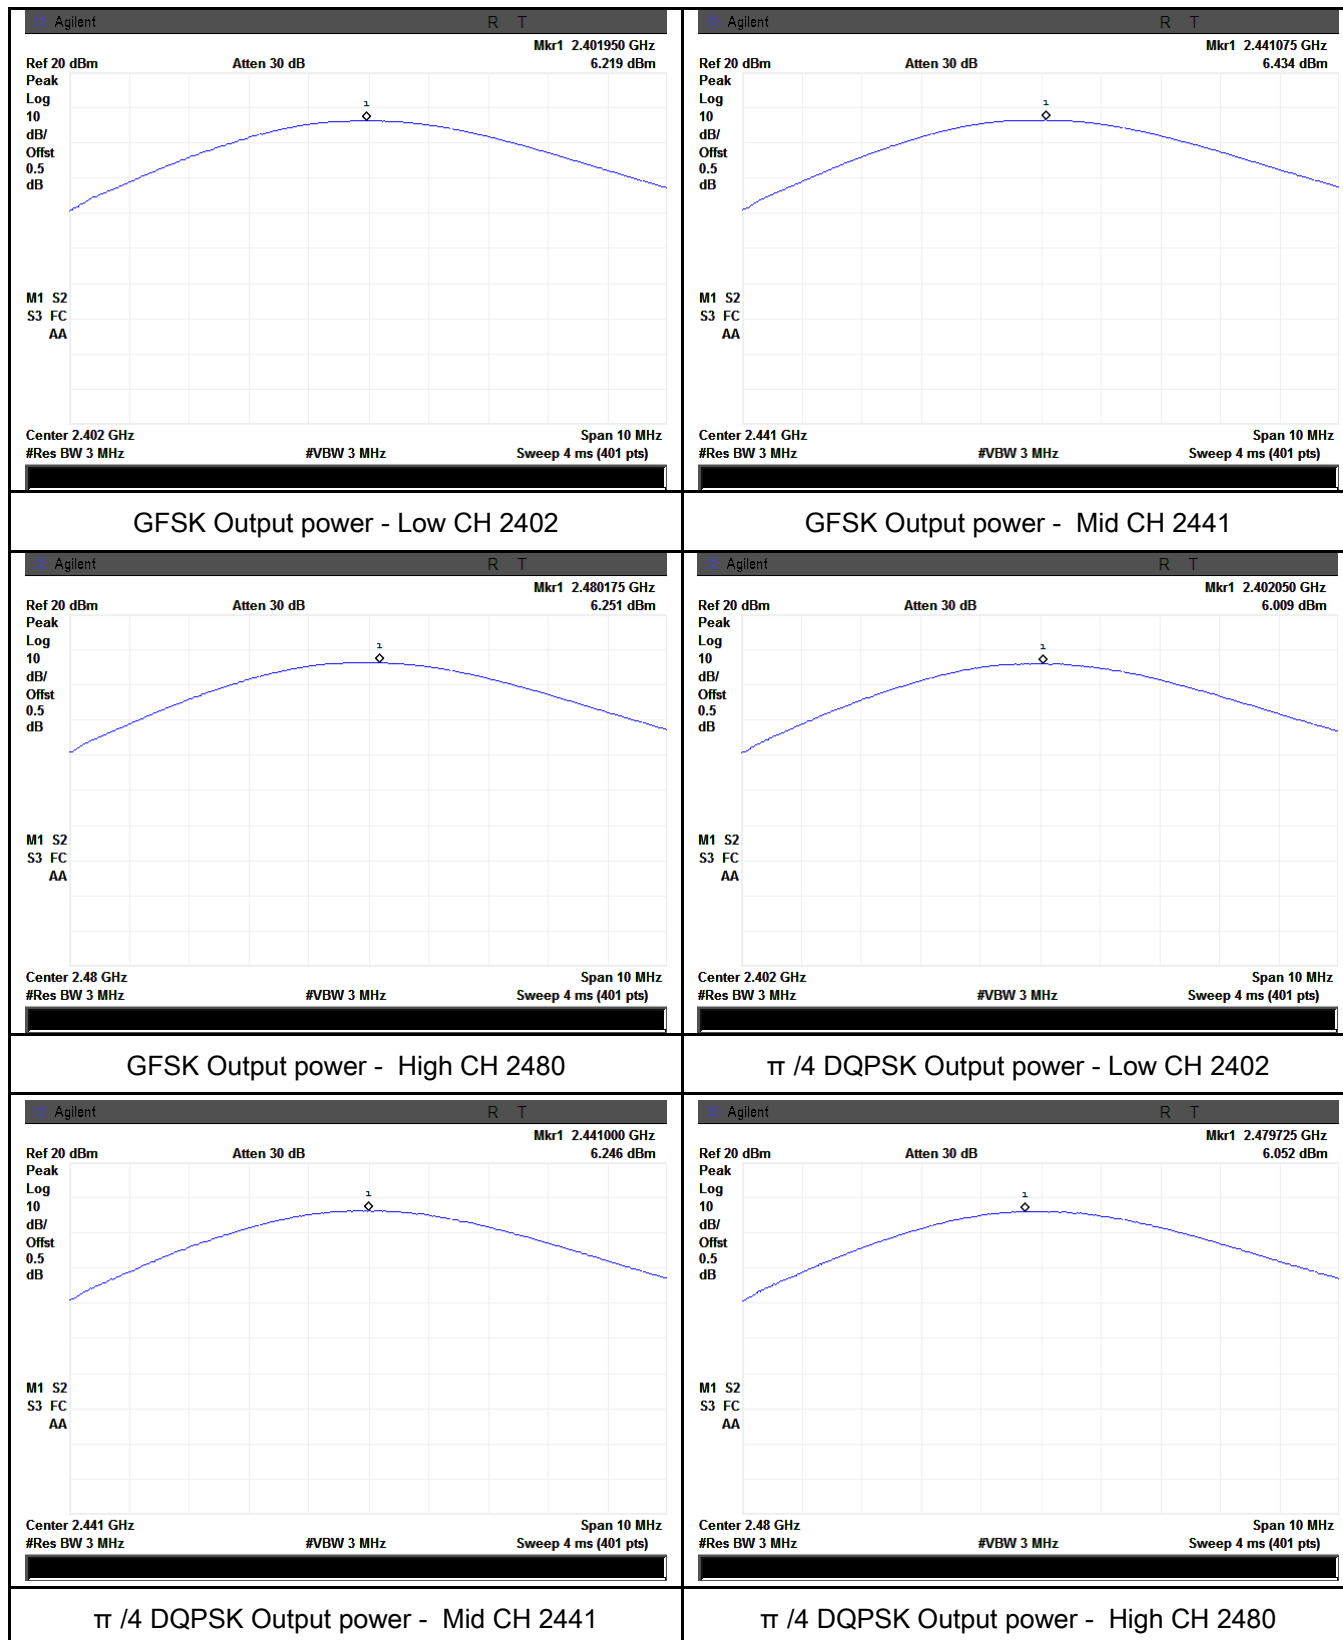 Agilent R T
Mkr1 2.401950 GHz
Ref 20 dBm Atten 30 dB 6.219 dBm
Peak
Log
10
dB/
Offst
0.5
dB
1
M1 S2
S3 FC
AA
Center 2.402 GHz Span 10 MHz
#Res BW 3 MHz #VBW 3 MHz Sweep 4 ms (401 pts)
GFSK Output power - Low CH 2402
Agilent R T
Mkr1 2.441075 GHz
Ref 20 dBm Atten 30 dB 6.434 dBm
Peak
Log
10
dB/
Offst
0.5
dB
1
M1 S2
S3 FC
AA
Center 2.441 GHz Span 10 MHz
#Res BW 3 MHz #VBW 3 MHz Sweep 4 ms (401 pts)
GFSK Output power - Mid CH 2441
Agilent R T
Mkr1 2.480175 GHz
Ref 20 dBm Atten 30 dB 6.251 dBm
Peak
Log
10
dB/
Offst
0.5
dB
1
M1 S2
S3 FC
AA
Center 2.48 GHz Span 10 MHz
#Res BW 3 MHz #VBW 3 MHz Sweep 4 ms (401 pts)
GFSK Output power - High CH 2480
Agilent R T
Mkr1 2.402050 GHz
Ref 20 dBm Atten 30 dB 6.009 dBm
Peak
Log
10
dB/
Offst
0.5
dB
1
M1 S2
S3 FC
AA
Center 2.402 GHz Span 10 MHz
#Res BW 3 MHz #VBW 3 MHz Sweep 4 ms (401 pts)
π /4 DQPSK Output power - Low CH 2402
Agilent R T
Mkr1 2.441000 GHz
Ref 20 dBm Atten 30 dB 6.246 dBm
Peak
Log
10
dB/
Offst
0.5
dB
1
M1 S2
S3 FC
AA
Center 2.441 GHz Span 10 MHz
#Res BW 3 MHz #VBW 3 MHz Sweep 4 ms (401 pts)
π /4 DQPSK Output power - Mid CH 2441
Agilent R T
Mkr1 2.479725 GHz
Ref 20 dBm Atten 30 dB 6.052 dBm
Peak
Log
10
dB/
Offst
0.5
dB
1
M1 S2
S3 FC
AA
Center 2.48 GHz Span 10 MHz
#Res BW 3 MHz #VBW 3 MHz Sweep 4 ms (401 pts)
π /4 DQPSK Output power - High CH 2480